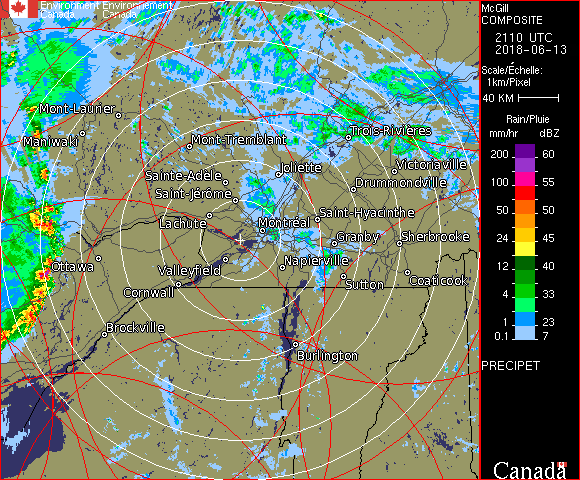 Environment Environnement
Canada Canada
McGill
COMPOSITE
2110 UTC
2018-06-13
Scale/Échelle:
1km/Pixel
40 KM
Rain/Pluie
mm/hr dBZ
200 60
100 55
50 50
24 45
12 40
4 33
2 23
0.1 7
PRECIPET
Canada
Mont-Laurier
Maniwaki
Mont-Tremblant
Trois-Rivières
Joliette
Victoriaville
Sainte-Adèle
Drummondville
Saint-Jérôme
Lachute
Saint-Hyacinthe
Montréal
Granby
Sherbrooke
Ottawa
Valleyfield
Napierville
Coaticook
Sutton
Cornwall
Brockville
Burlington